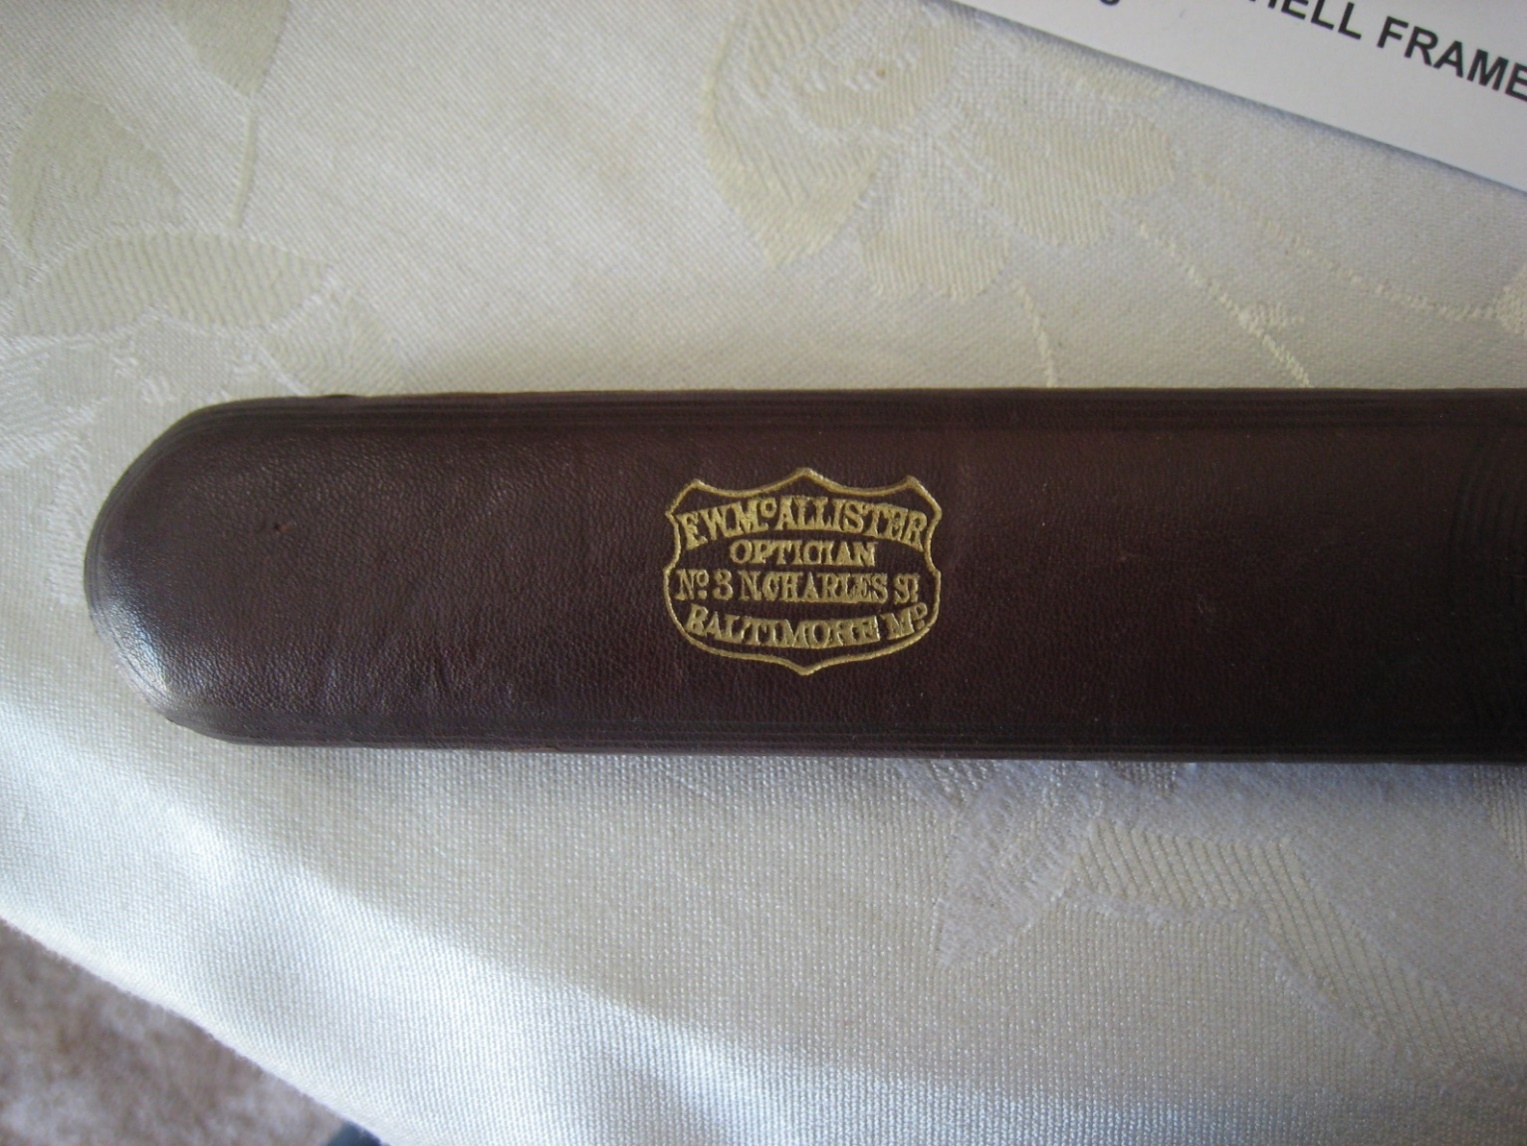 HELL FRAME
F.W. McALLISTER
OPTICIAN
No. 3 N. CHARLES St
BALTIMORE Md